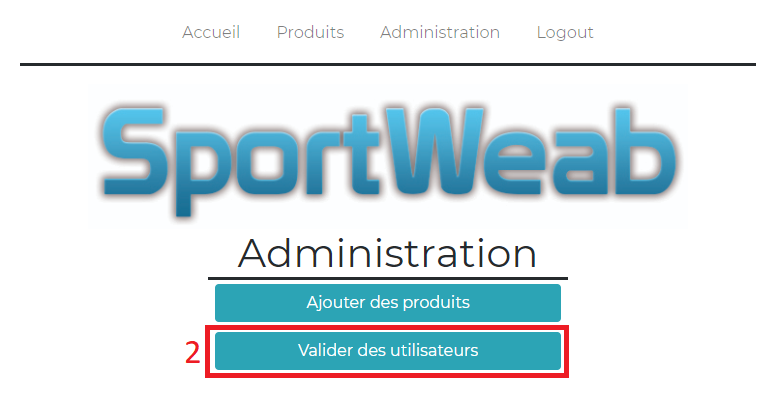 Accueil Produits Administration Logout
SportWeab
Administration
Ajouter des produits
2 Valider des utilisateurs